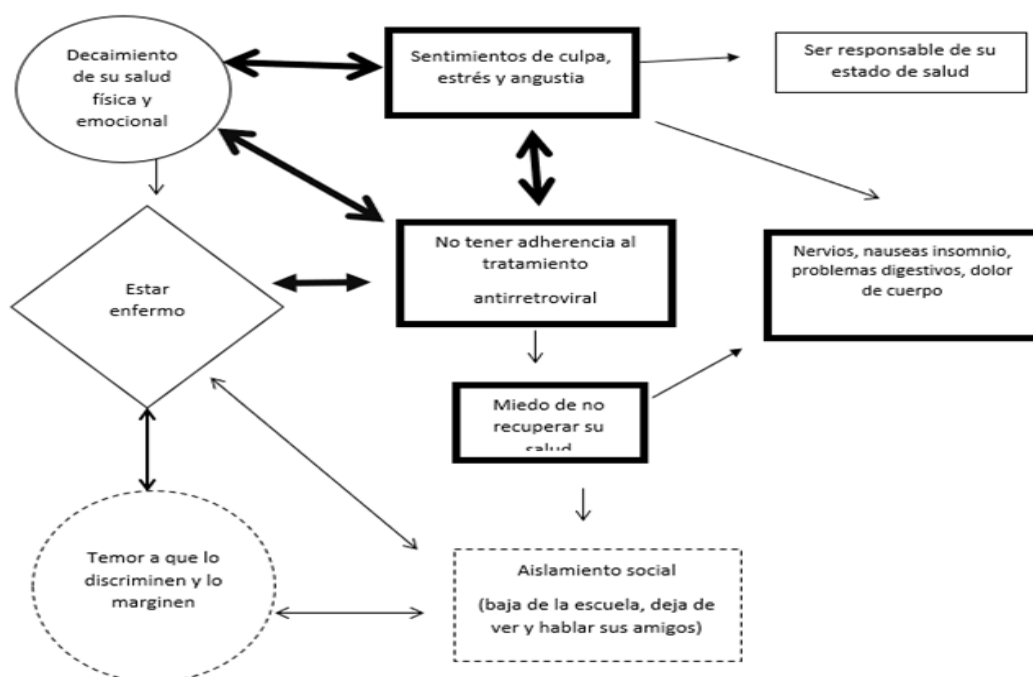 Decaimiento
de su salud
física y
emocional
Sentimientos de culpa,
estrés y angustia
Ser responsable de su
estado de salud
No tener adherencia al
tratamiento
antirretroviral
Nervios, nauseas insomnio,
problemas digestivos, dolor
de cuerpo
Estar
enfermo
Miedo de no
recuperar su
salud
Temor a que lo
discriminen y lo
marginen
Aislamiento social
(baja de la escuela, deja de
ver y hablar sus amigos)